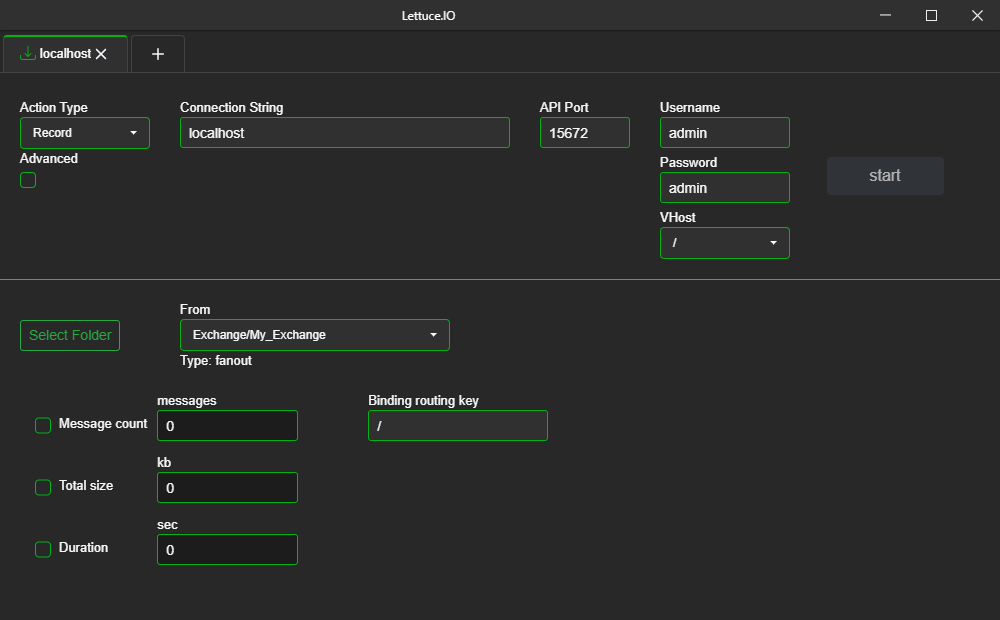 Lettuce.IO
localhost
+
Action Type
Connection String
API Port
Username
Record
localhost
15672
admin
Advanced
Password
admin
start
VHost
/
From
Select Folder
Exchange/My_Exchange
Type: fanout
messages
Binding routing key
Message count
0
/
kb
Total size
0
sec
Duration
0